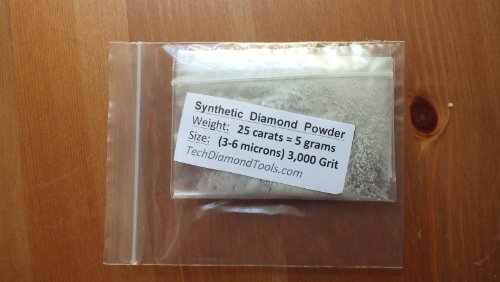 Synthetic Diamond Powder
Weight: 25 carats = 5 grams
Size: (3-6 microns) 3,000 Grit
TechDiamondTools.com